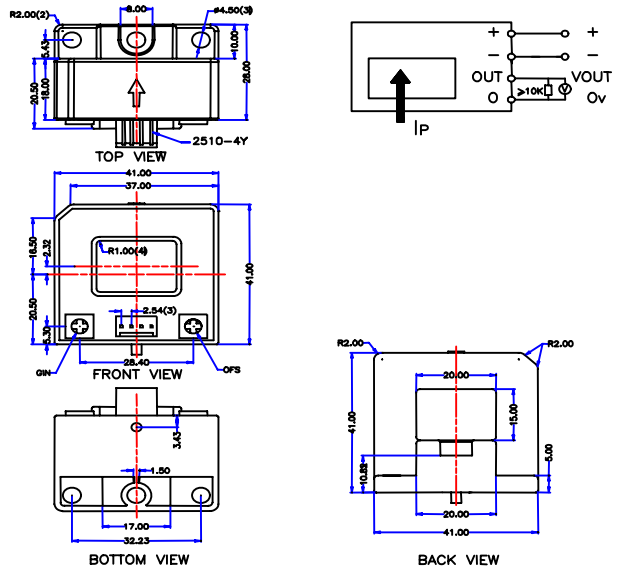 R2.00(2)
8.00
ø4.50(3)
5.43
10.00
20.50
18.00
28.00
2510-4Y
TOP VIEW
41.00
37.00
R1.00(4)
2.32
41.00
20.50
5.30
2.54(3)
28.40
GIN
OFS
FRONT VIEW
3.43
1.50
17.00
32.23
BOTTOM VIEW
+ +
- -
OUT VOUT
>10K V
O Ov
IP
R2.00
R2.00
20.00
41.00
15.00
10.82
5.00
20.00
41.00
BACK VIEW